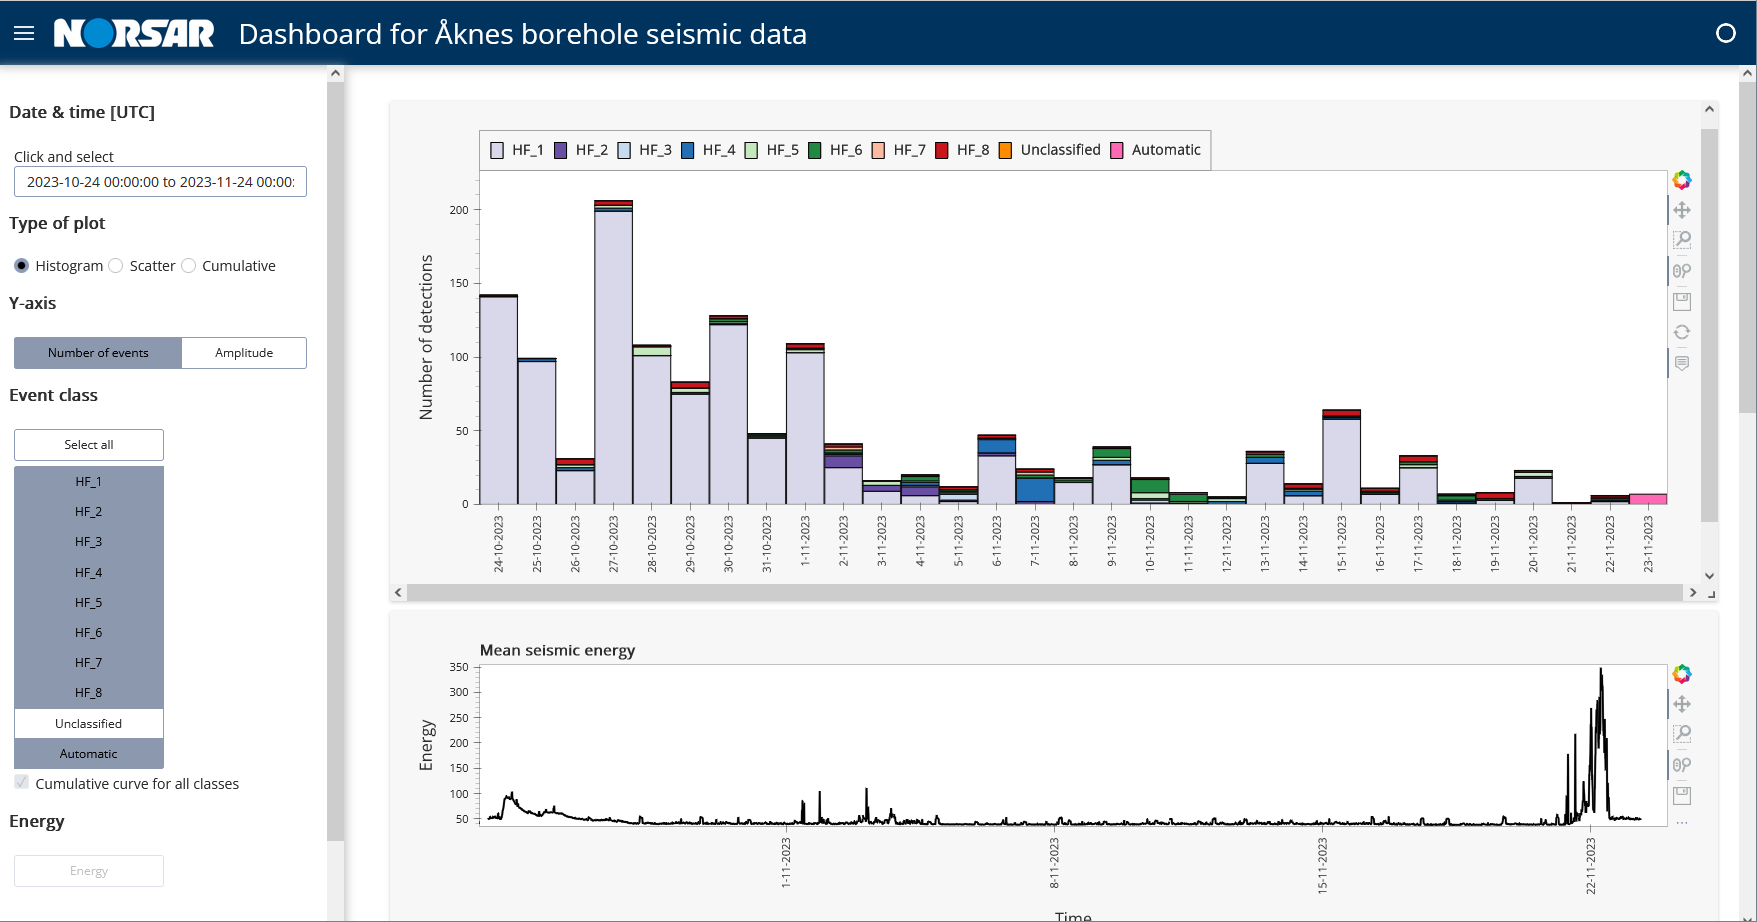 NORSAR Dashboard for Åknes borehole seismic data
Date & time [UTC]
Click and select
2023-10-24 00:00:00 to 2023-11-24 00:00:
Type of plot
Histogram Scatter Cumulative
Y-axis
Number of events Amplitude
Event class
Select all
HF_1
HF_2
HF_3
HF_4
HF_5
HF_6
HF_7
HF_8
Unclassified
Automatic
Cumulative curve for all classes
Energy
Energy
HF_1 HF_2 HF_3 HF_4 HF_5 HF_6 HF_7 HF_8 Unclassified Automatic
Number of detections
200
150
100
50
0
24-10-2023
25-10-2023
26-10-2023
27-10-2023
28-10-2023
29-10-2023
30-10-2023
31-10-2023
1-11-2023
2-11-2023
3-11-2023
4-11-2023
5-11-2023
6-11-2023
7-11-2023
8-11-2023
9-11-2023
10-11-2023
11-11-2023
12-11-2023
13-11-2023
14-11-2023
15-11-2023
16-11-2023
17-11-2023
18-11-2023
19-11-2023
20-11-2023
21-11-2023
22-11-2023
23-11-2023
Mean seismic energy
Energy
350
300
250
200
150
100
50
1-11-2023
8-11-2023
15-11-2023
22-11-2023
Time